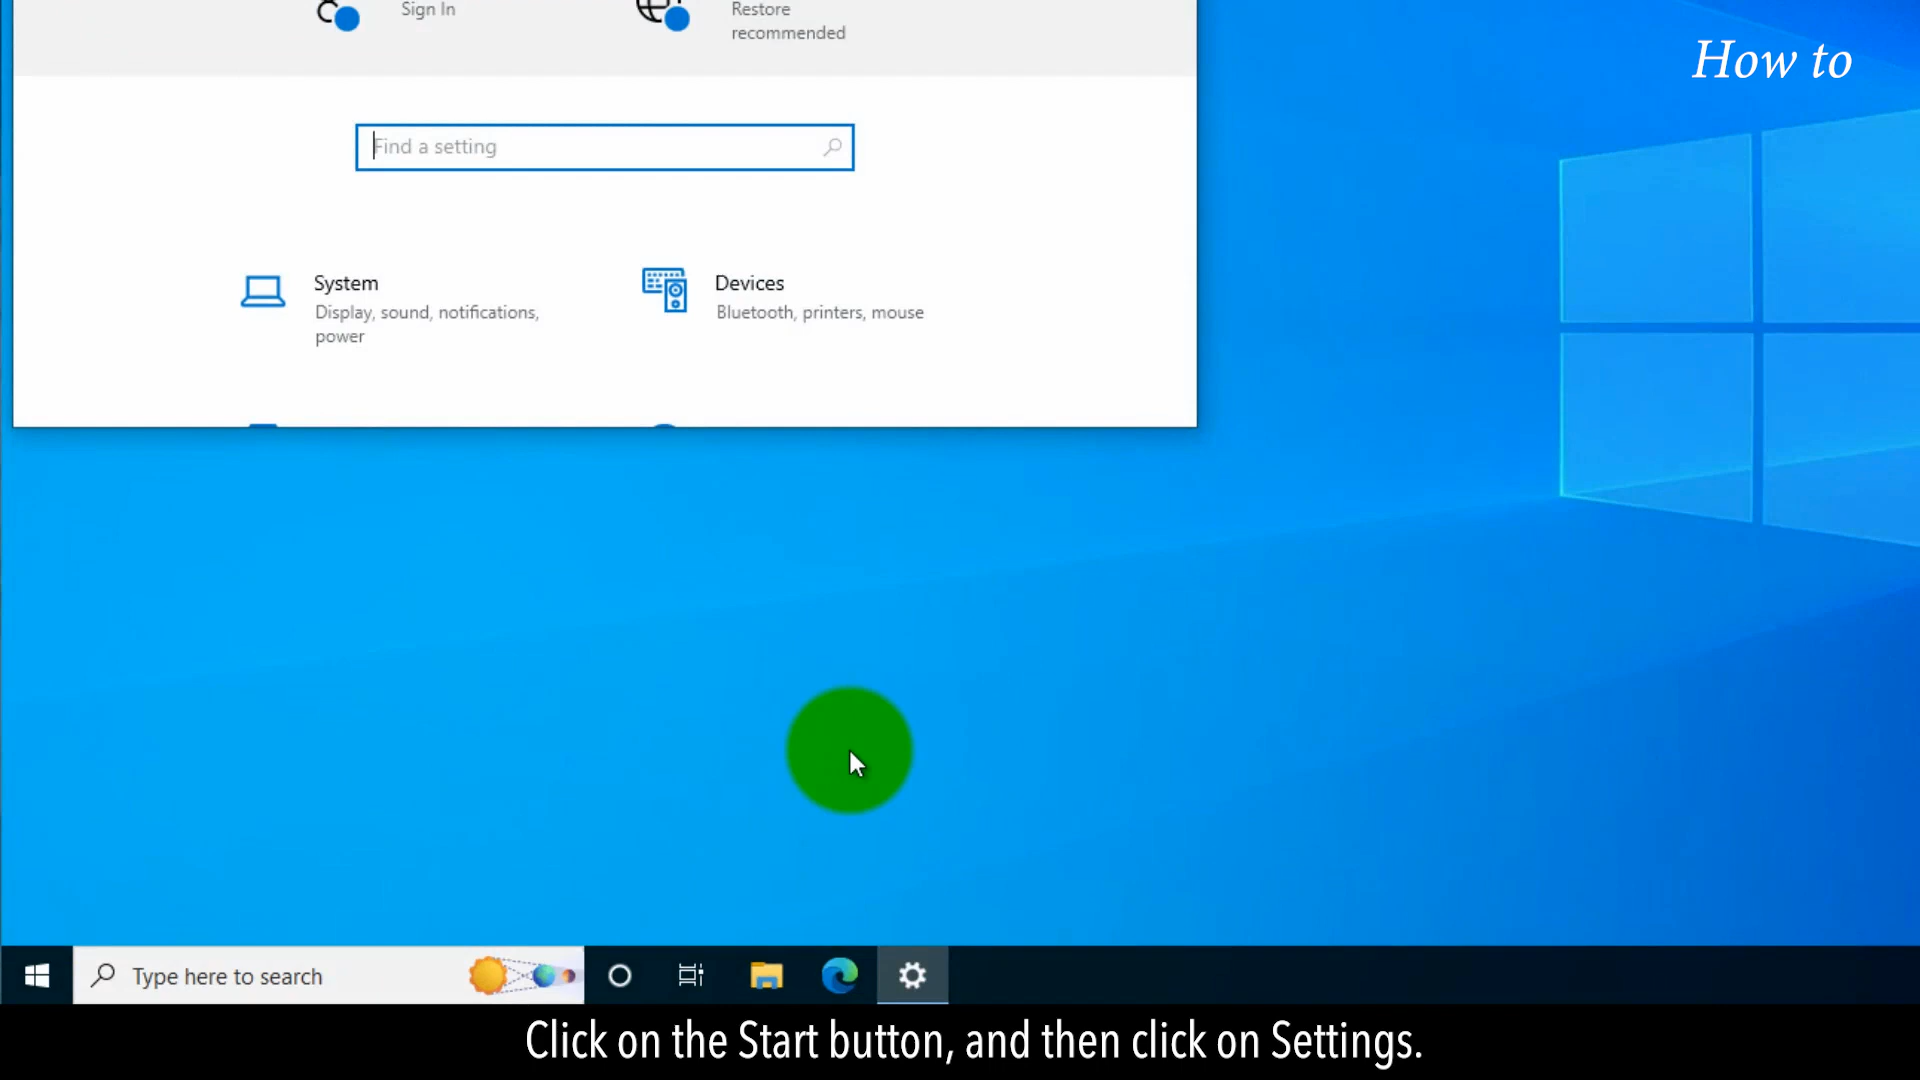 Sign In
Restore
recommended
How to
Find a setting
System
Display, sound, notifications,
power
Devices
Bluetooth, printers, mouse
Type here to search
Click on the Start button, and then click on Settings.